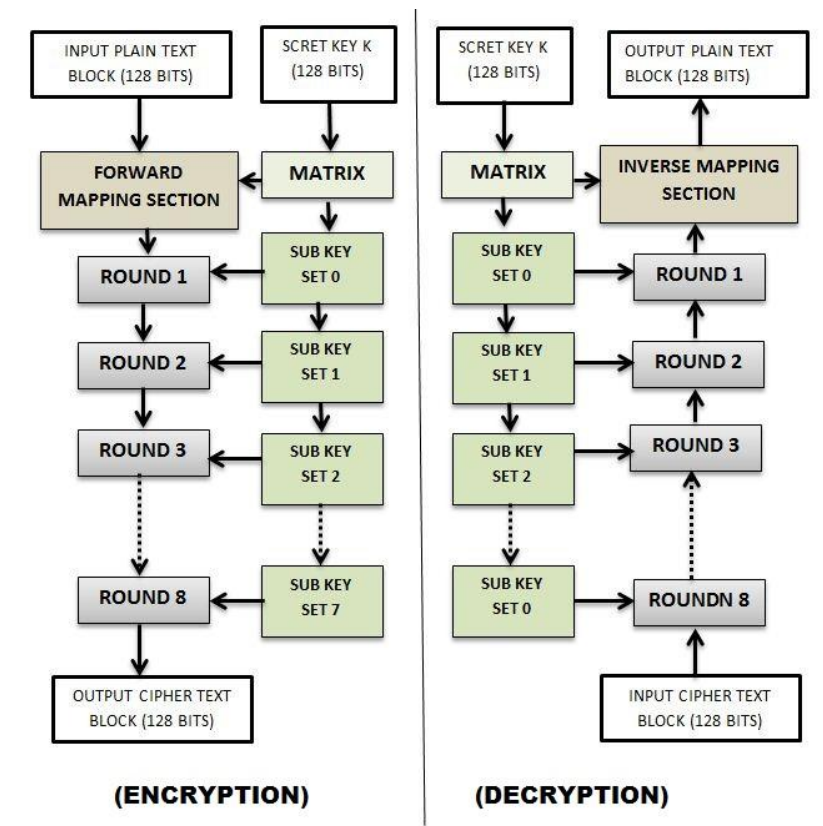 INPUT PLAIN TEXT
BLOCK (128 BITS)
SCRET KEY K
(128 BITS)
FORWARD
MAPPING SECTION
MATRIX
SUB KEY
SET 0
ROUND 1
SUB KEY
SET 1
ROUND 2
SUB KEY
SET 2
ROUND 3
SUB KEY
SET 7
ROUND 8
OUTPUT CIPHER TEXT
BLOCK (128 BITS)
(ENCRYPTION)
SCRET KEY K
(128 BITS)
OUTPUT PLAIN TEXT
BLOCK (128 BITS)
MATRIX
INVERSE MAPPING
SECTION
SUB KEY
SET 0
ROUND 1
SUB KEY
SET 1
ROUND 2
SUB KEY
SET 2
ROUND 3
SUB KEY
SET 0
ROUNDN 8
INPUT CIPHER TEXT
BLOCK (128 BITS)
(DECRYPTION)